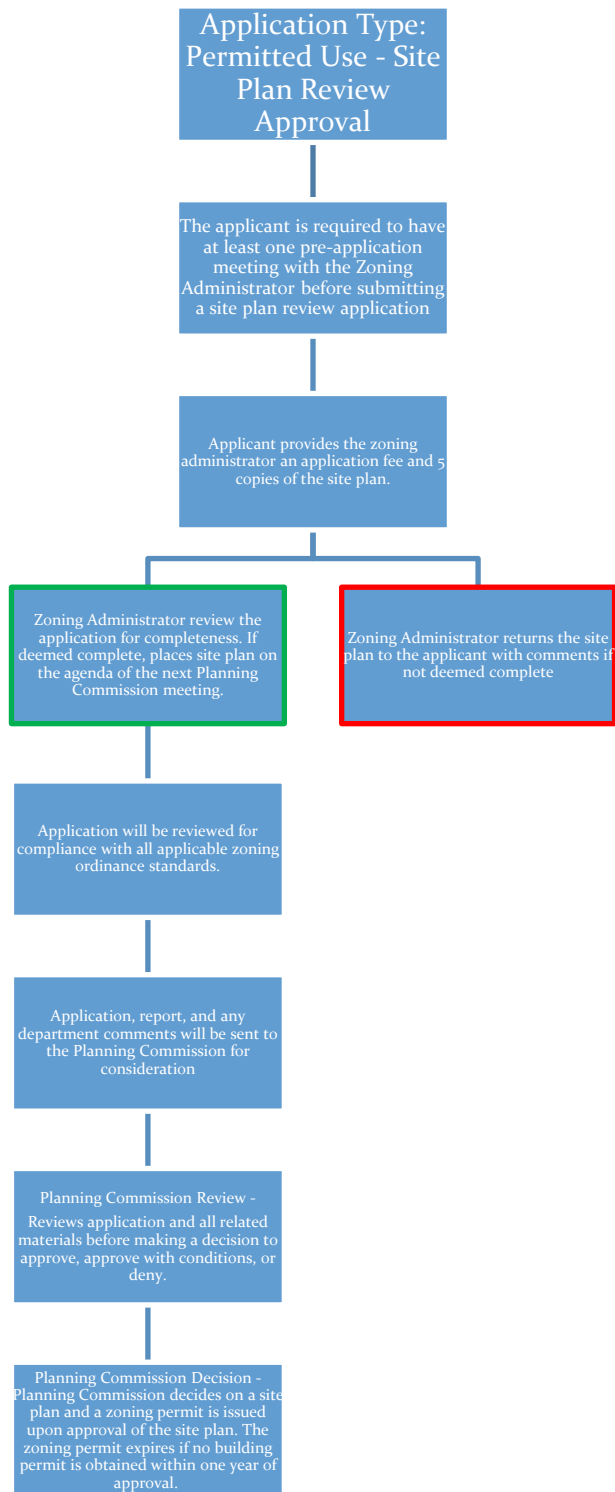 Application Type:
Permitted Use - Site
Plan Review
Approval
The applicant is required to have
at least one pre-application
meeting with the Zoning
Administrator before submitting
a site plan review application
Applicant provides the zoning
administrator an application fee and 5
copies of the site plan.
Zoning Administrator review the
application for completeness. If
deemed complete, places site plan on
the agenda of the next Planning
Commission meeting.
Zoning Administrator returns the site
plan to the applicant with comments if
not deemed complete
Application will be reviewed for
compliance with all applicable zoning
ordinance standards.
Application, report, and any
department comments will be sent to
the Planning Commission for
consideration
Planning Commission Review -
Reviews application and all related
materials before making a decision to
approve, approve with conditions, or
deny.
Planning Commission Decision -
Planning Commission decides on a site
plan and a zoning permit is issued
upon approval of the site plan. The
zoning permit expires if no building
permit is obtained within one year of
approval.